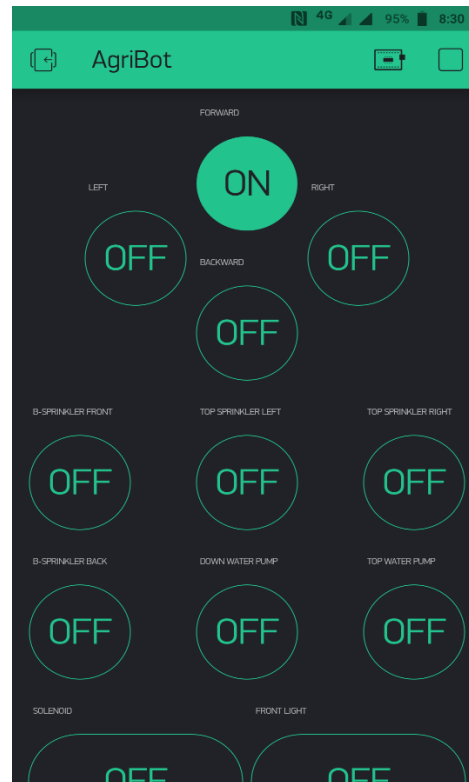 4G 95% 8:30
AgriBot
FORWARD
ON
LEFT
RIGHT
OFF
OFF
BACKWARD
OFF
B-SPRINKLER FRONT TOP SPRINKLER LEFT TOP SPRINKLER RIGHT
OFF OFF OFF
B-SPRINKLER BACK DOWN WATER PUMP TOP WATER PUMP
OFF OFF OFF
SOLENOID FRONT LIGHT
OFF OFF